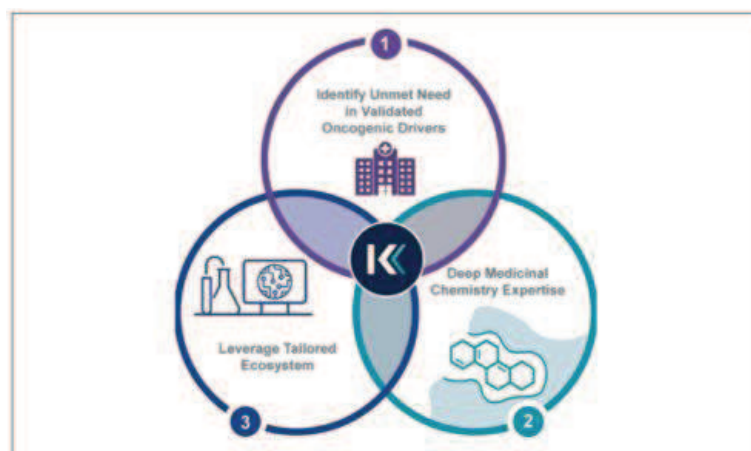 1
Identify Unmet Need
in Validated
Oncogenic Drivers
K
Deep Medicinal
Chemistry Expertise
2
Leverage Tailored
Ecosystem
3